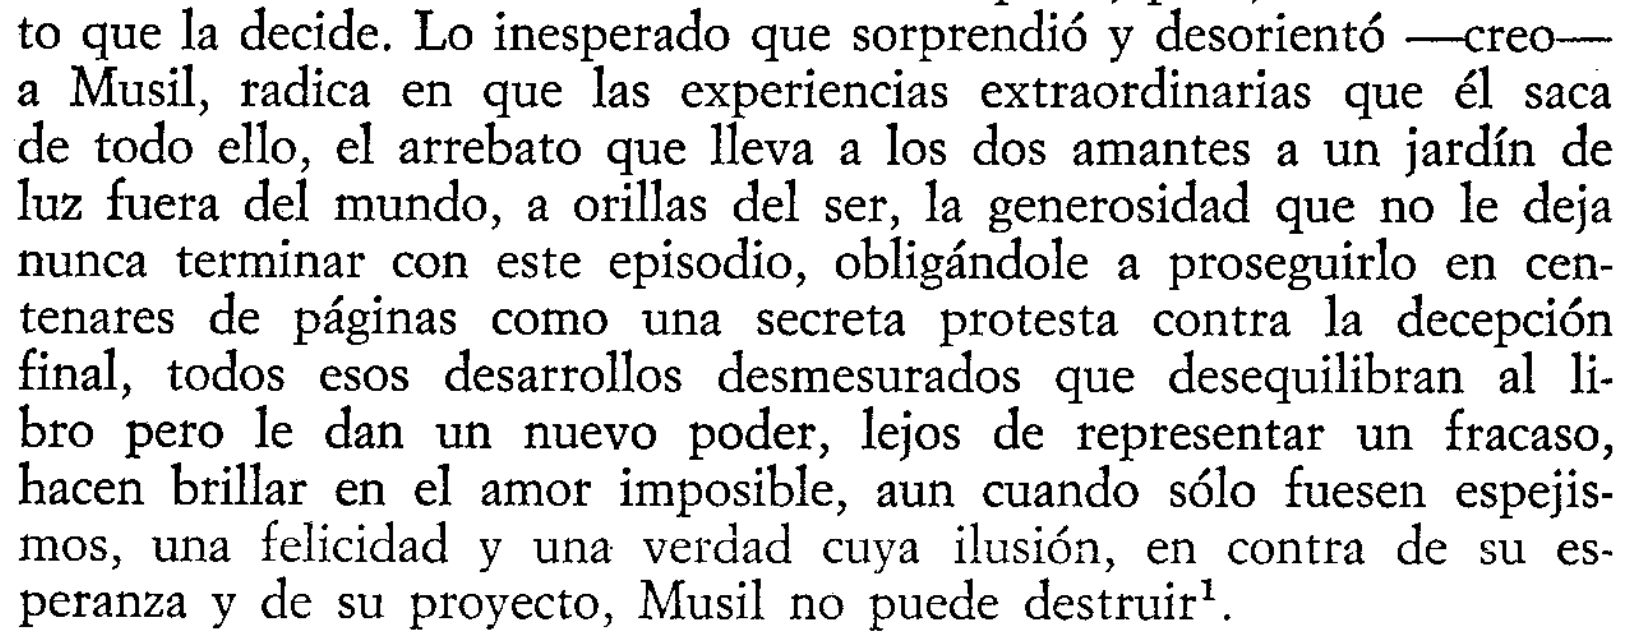 to que la decide. Lo inesperado que sorprendió y desorientó —creo—
a Musil, radica en que las experiencias extraordinarias que él saca
de todo ello, el arrebato que lleva a los dos amantes a un jardín de
luz fuera del mundo, a orillas del ser, la generosidad que no le deja
nunca terminar con este episodio, obligándole a proseguirlo en cen-
tenares de páginas como una secreta protesta contra la decepción
final, todos esos desarrollos desmesurados que desequilibran al li-
bro pero le dan un nuevo poder, lejos de representar un fracaso,
hacen brillar en el amor imposible, aun cuando sólo fuesen espejis-
mos, una felicidad y una verdad cuya ilusión, en contra de su es-
peranza y de su proyecto, Musil no puede destruir¹.